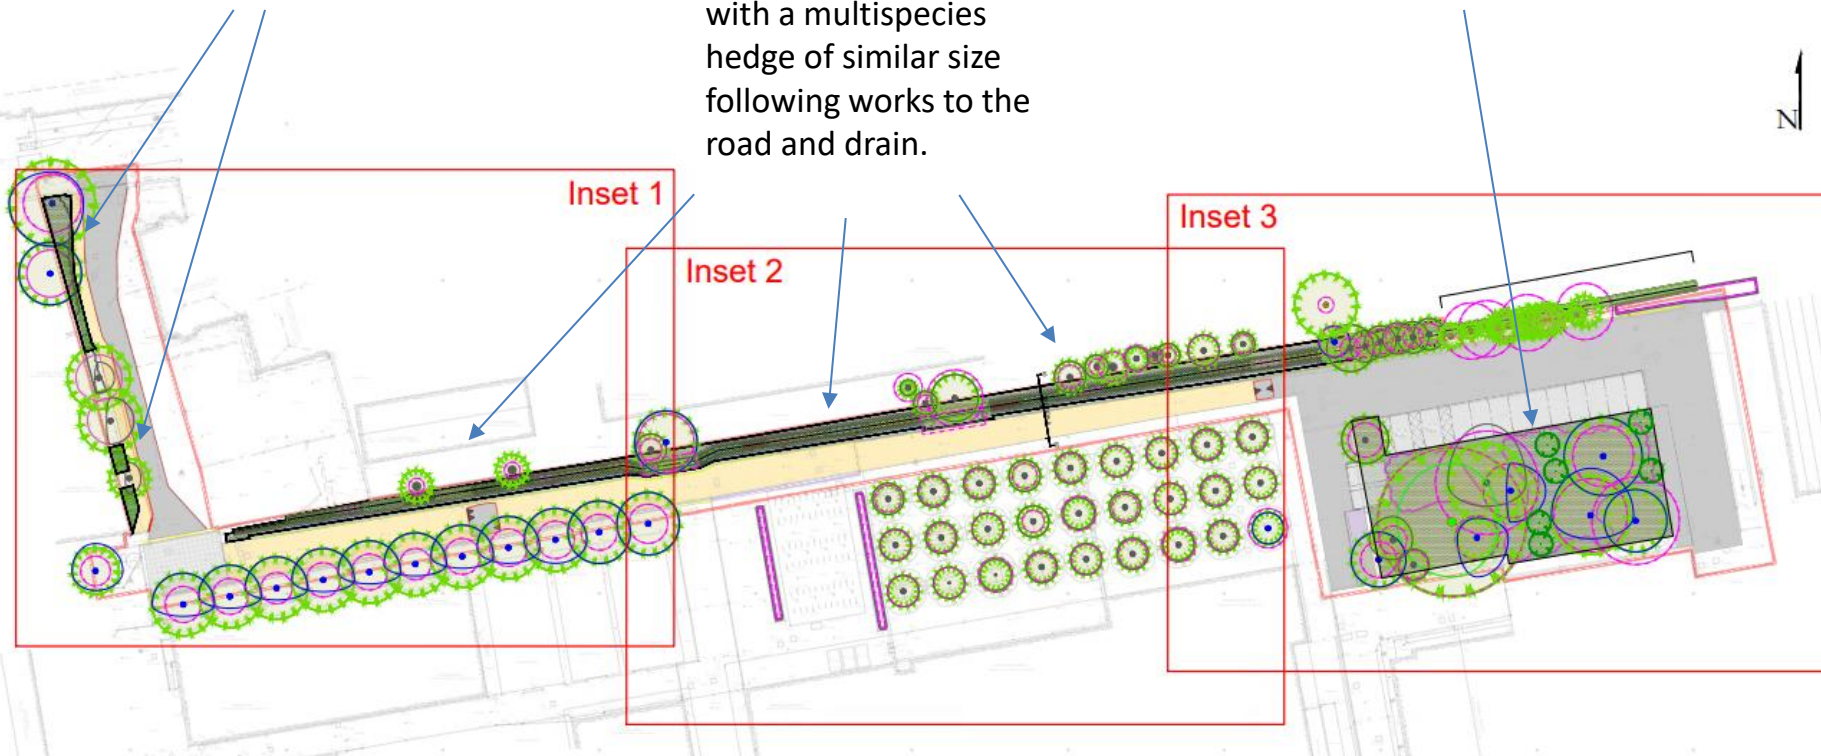 with a multispecies
hedge of similar size
following works to the
road and drain.
N
Inset 1
Inset 3
Inset 2